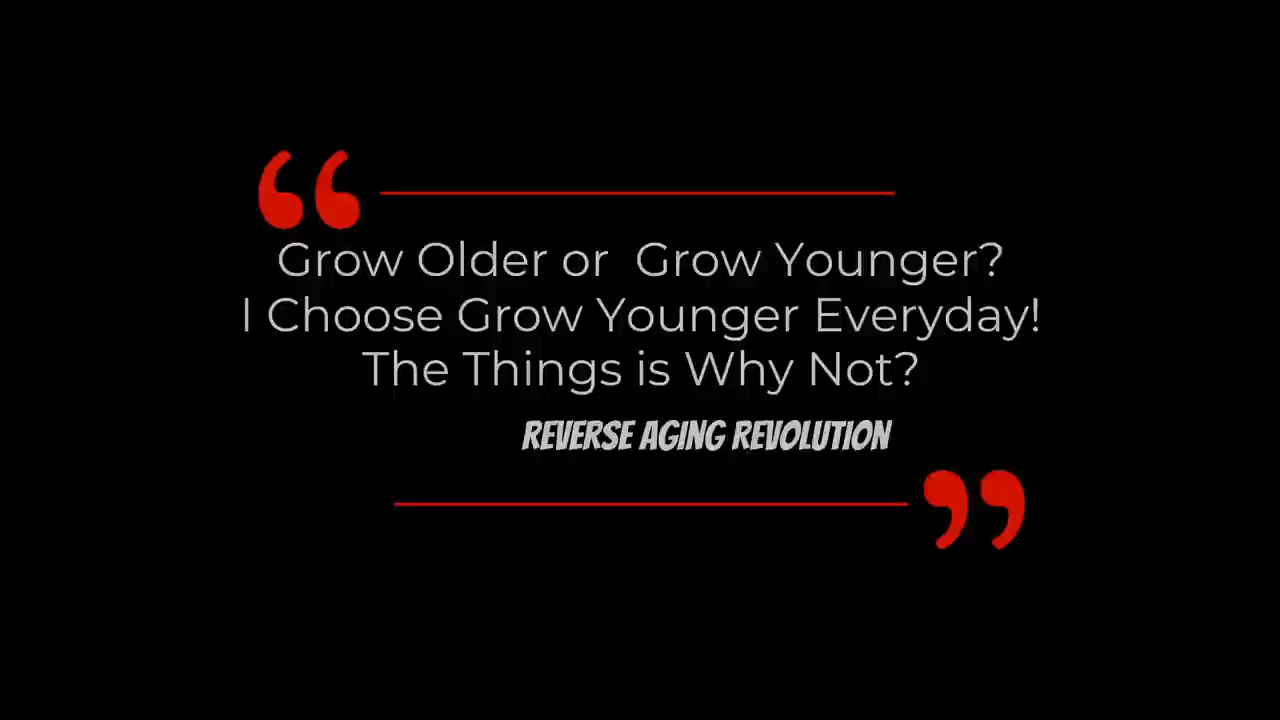 Grow Older or  Grow Younger?
I Choose Grow Younger Everyday!
The Things is Why Not?
REVERSE AGING REVOLUTION